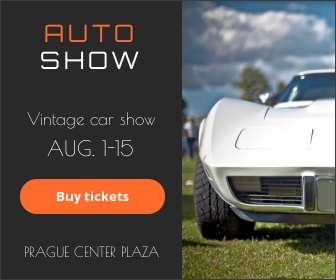 AUTO
SHOW
Vintage car show
AUG. 1-15
Buy tickets
PRAGUE CENTER PLAZA